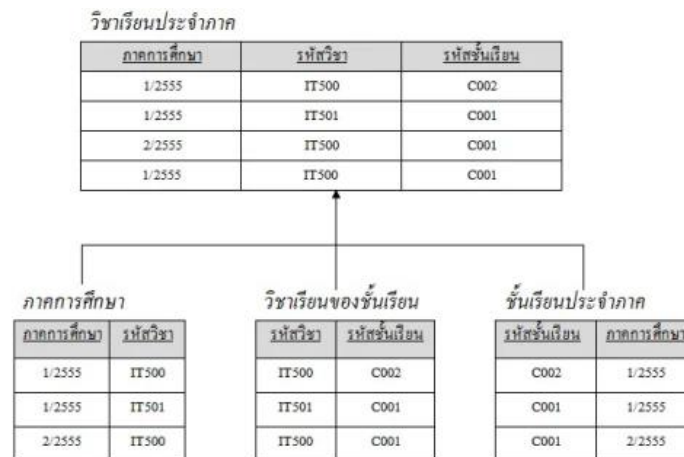 วิชาเรียนประจำภาค
ภาคการศึกษา รหัสวิชา รหัสชั้นเรียน
1/2555 IT500 C002
1/2555 IT501 C001
2/2555 IT500 C001
1/2555 IT500 C001
ภาคการศึกษา วิชาเรียนของชั้นเรียน ชั้นเรียนประจำภาค
ภาคการศึกษา รหัสวิชา รหัสวิชา รหัสชั้นเรียน รหัสชั้นเรียน ภาคการศึกษา
1/2555 IT500 IT500 C002 C002 1/2555
1/2555 IT501 IT501 C001 C001 1/2555
2/2555 IT500 IT500 C001 C001 2/2555